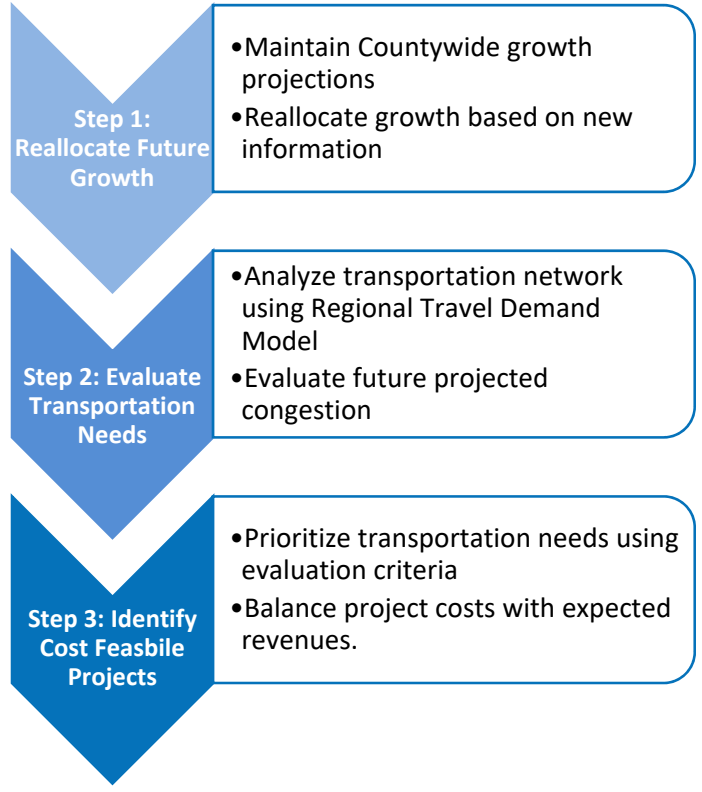 Step 1:
Reallocate Future
Growth
•Maintain Countywide growth
projections
•Reallocate growth based on new
information
Step 2: Evaluate
Transportation
Needs
•Analyze transportation network
using Regional Travel Demand
Model
•Evaluate future projected
congestion
Step 3: Identify
Cost Feasbile
Projects
•Prioritize transportation needs using
evaluation criteria
•Balance project costs with expected
revenues.